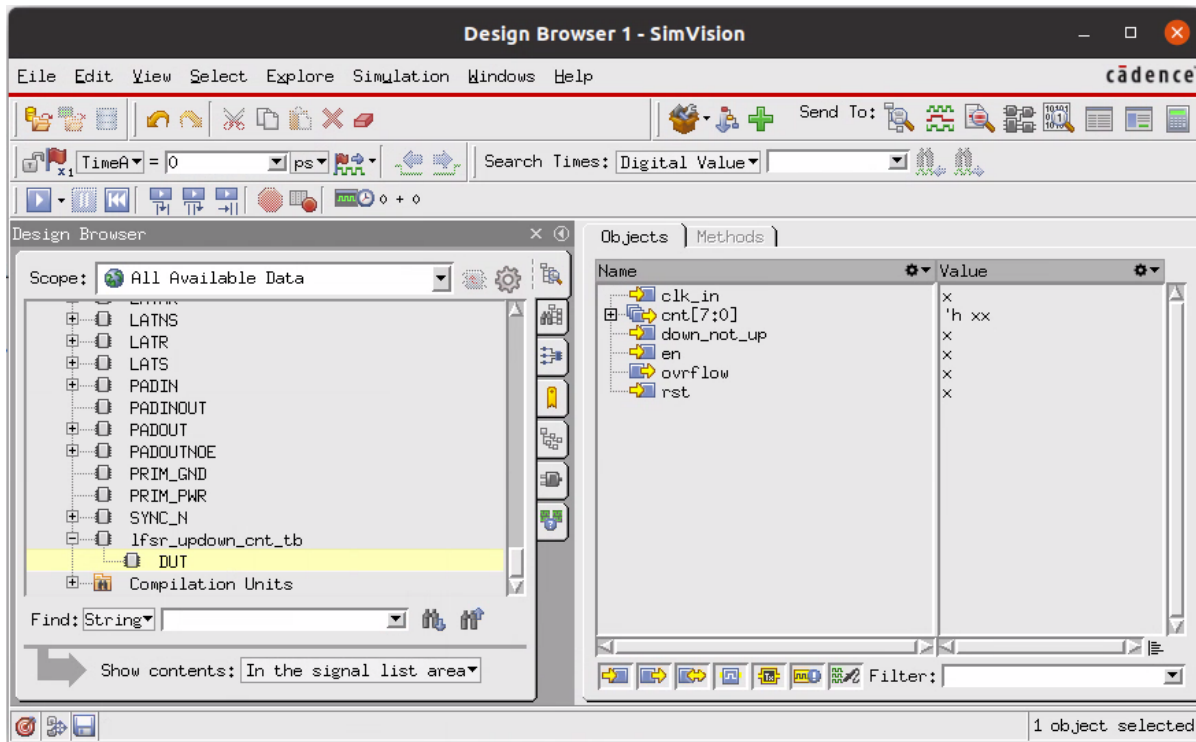 Design Browser 1 - SimVision
File Edit View Select Explore Simulation Windows Help cādence
Send To:
TimeA = 0 ps Search Times: Digital Value
0 + 0
Design Browser
Scope: All Available Data
LATNS
LATR
LATS
PADIN
PADINOUT
PADOUT
PADOUTNOE
PRIM_GND
PRIM_PWR
SYNC_N
lfsr_updown_cnt_tb
DUT
Compilation Units
Find: String
Show contents: In the signal list area
Objects Methods
Name Value
clk_in x
cnt[7:0] 'h xx
down_not_up x
en x
ovrflow x
rst x
Filter:
1 object selected